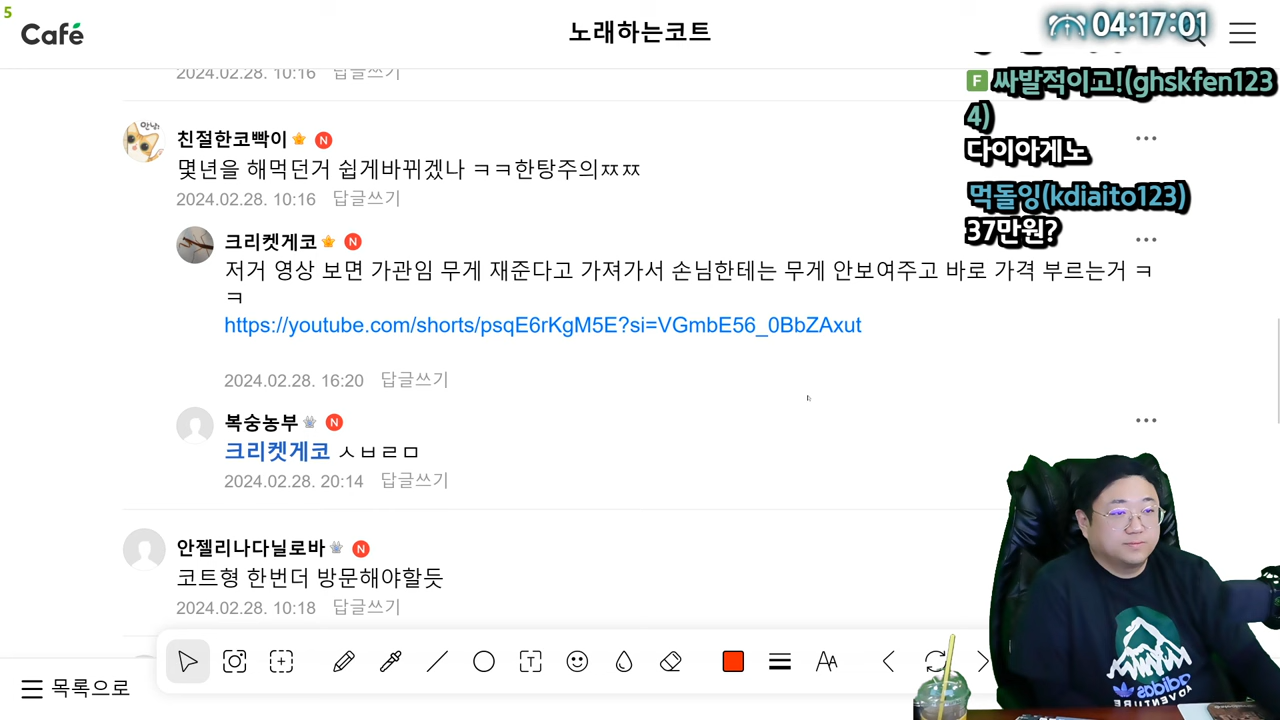 5
Café
노래하는코트
04:17:01
2024.02.28. 10:16 답글쓰기
F 싸발적이고!(ghskfen123
4)
다이아게노
먹돌잉(kdiaito123)
37만원?
안녕
친절한코빡이 N
몇년을 해먹던거 쉽게바뀌겠나 ㅋㅋ한탕주의ㅉㅉ
2024.02.28. 10:16 답글쓰기
크리켓게코 N
저거 영상 보면 가관임 무게 재준다고 가져가서 손님한테는 무게 안보여주고 바로 가격 부르는거 ㅋ
ㅋ
https://youtube.com/shorts/psqE6rKgM5E?si=VGmbE56_0BbZAxut
2024.02.28. 16:20 답글쓰기
복숭농부 N
크리켓게코 ㅅㅂㄹㅁ
2024.02.28. 20:14 답글쓰기
안젤리나다닐로바 N
코트형 한번더 방문해야할듯
2024.02.28. 10:18 답글쓰기
T
AA
목록으로
adidas
ADVENTURE